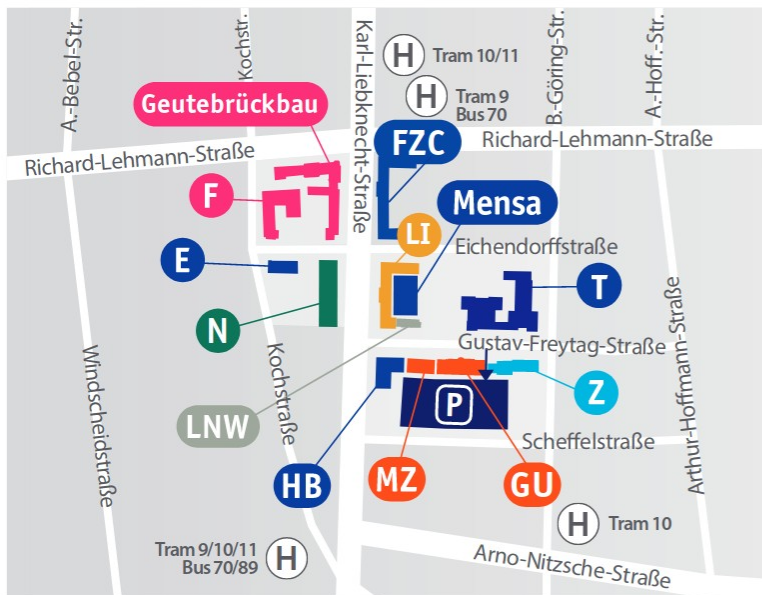 A.-Bebel-Str.
Kochstr.
Karl-Liebknecht-Straße
H Tram 10/11
H Tram 9
Bus 70
B.-Göring-Str.
A.-Hoff.-Str.
Geutebrückbau
Richard-Lehmann-Straße
Richard-Lehmann-Straße
FZC
F
Mensa
LI
Eichendorffstraße
E
T
N
Gustav-Freytag-Straße
Windscheidstraße
Kochstraße
Arthur-Hoffmann-Straße
Z
P
LNW
Scheffelstraße
HB
MZ
GU
H Tram 10
Tram 9/10/11
Bus 70/89
H
Arno-Nitzsche-Straße